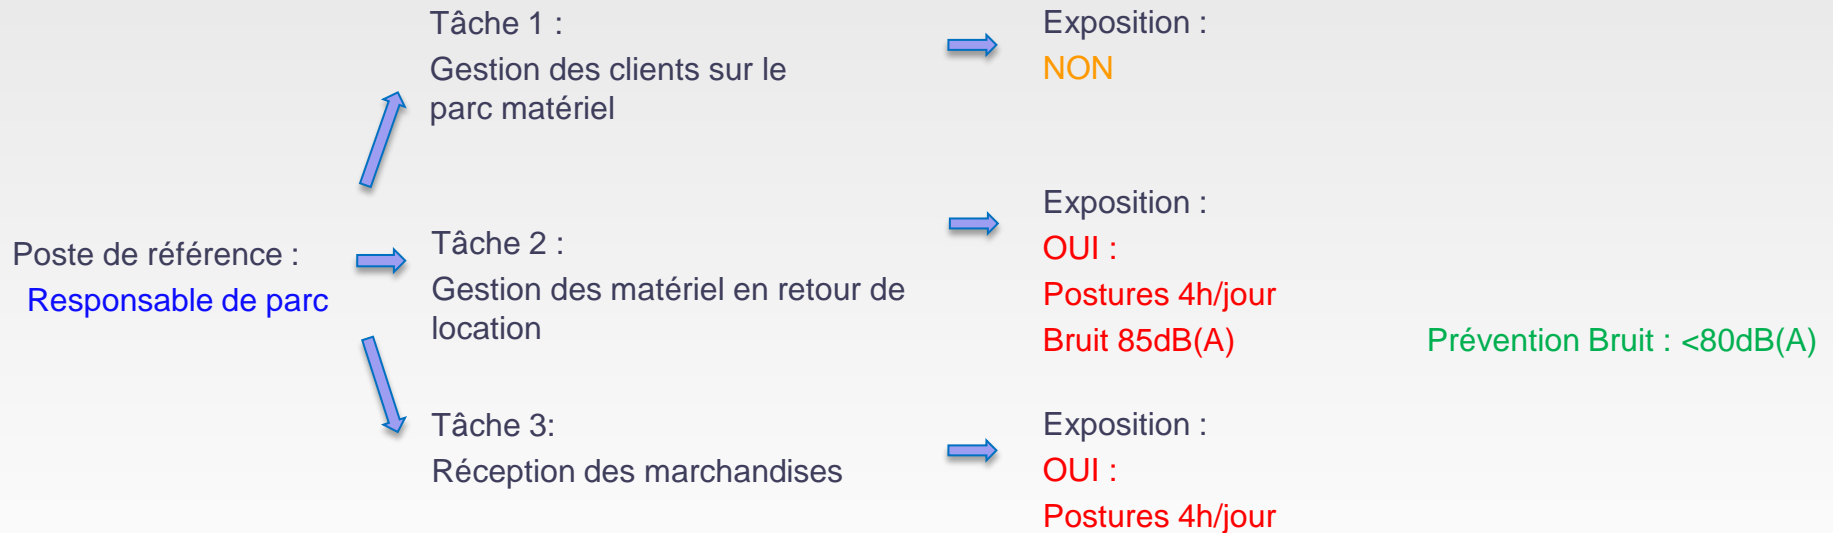 Poste de référence :
Responsable de parc
Tâche 1 :
Gestion des clients sur le
parc matériel
Exposition :
NON
Tâche 2 :
Gestion des matériel en retour de
location
Exposition :
OUI :
Postures 4h/jour
Bruit 85dB(A)
Prévention Bruit : <80dB(A)
Tâche 3:
Réception des marchandises
Exposition :
OUI :
Postures 4h/jour